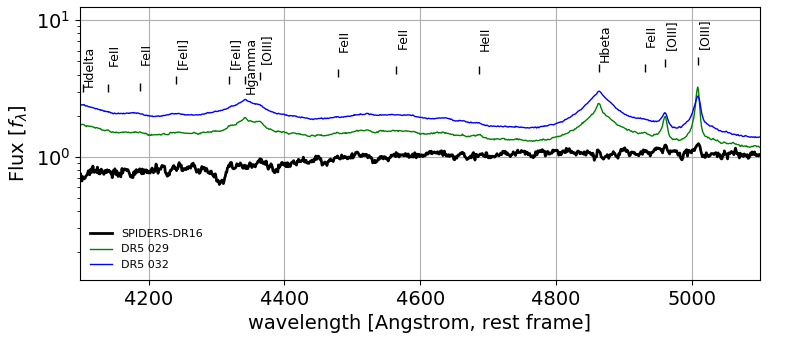 10¹
10⁰
Flux [f_λ]
Hdelta
FeII
FeII
[FeII]
[FeII]
Hgamma
[OIII]
FeII
FeII
HeII
Hbeta
FeII
[OIII]
[OIII]
SPIDERS-DR16
DR5 029
DR5 032
4200 4400 4600 4800 5000
wavelength [Angstrom, rest frame]